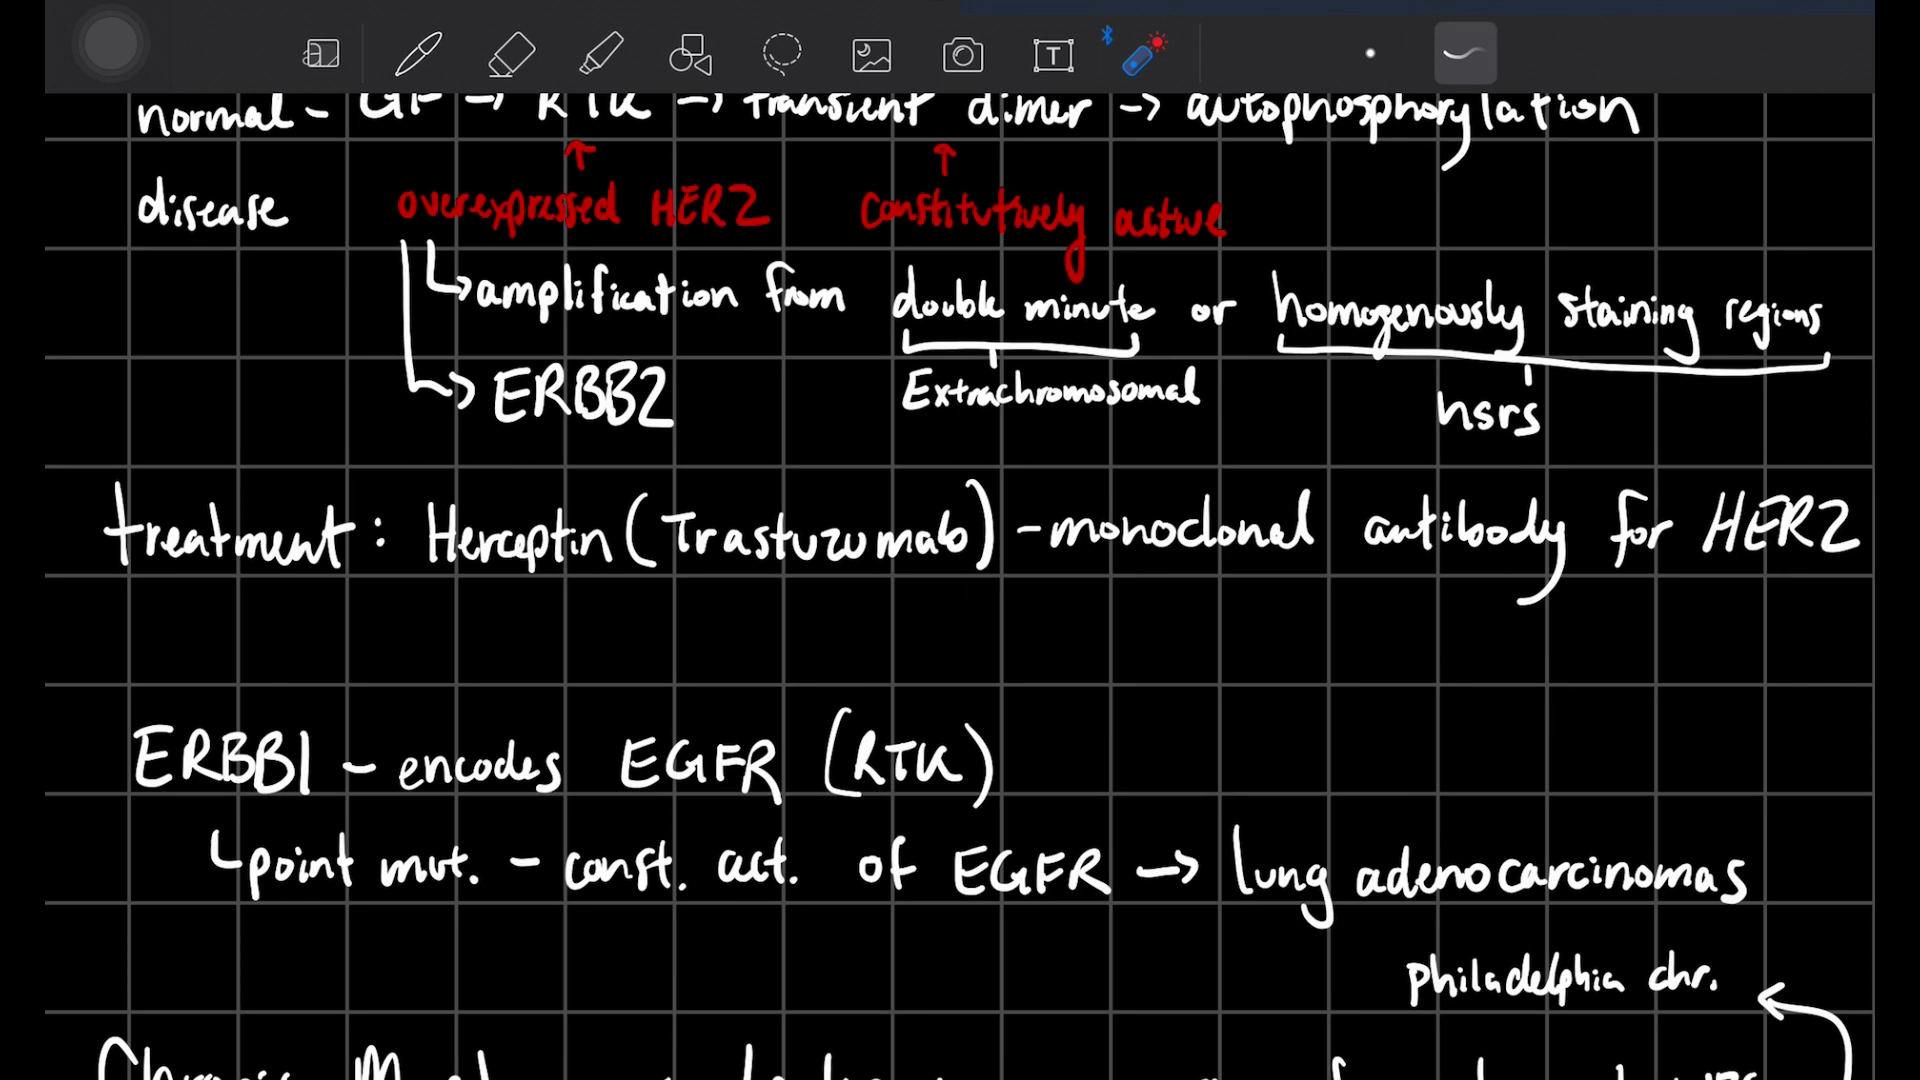 normal - GF → RTK → transient dimer → autophosphorylation
disease overexpressed HER2 constitutively active
↳ amplification from double minute or homogenously staining regions
↳ ERBB2 Extrachromosomal hsrs
treatment: Herceptin (Trastuzumab) - monoclonal antibody for HER2
ERBB1 - encodes EGFR (RTK)
↳ point mut. - const. act. of EGFR → lung adenocarcinomas
philadelphia chr.
Chronic